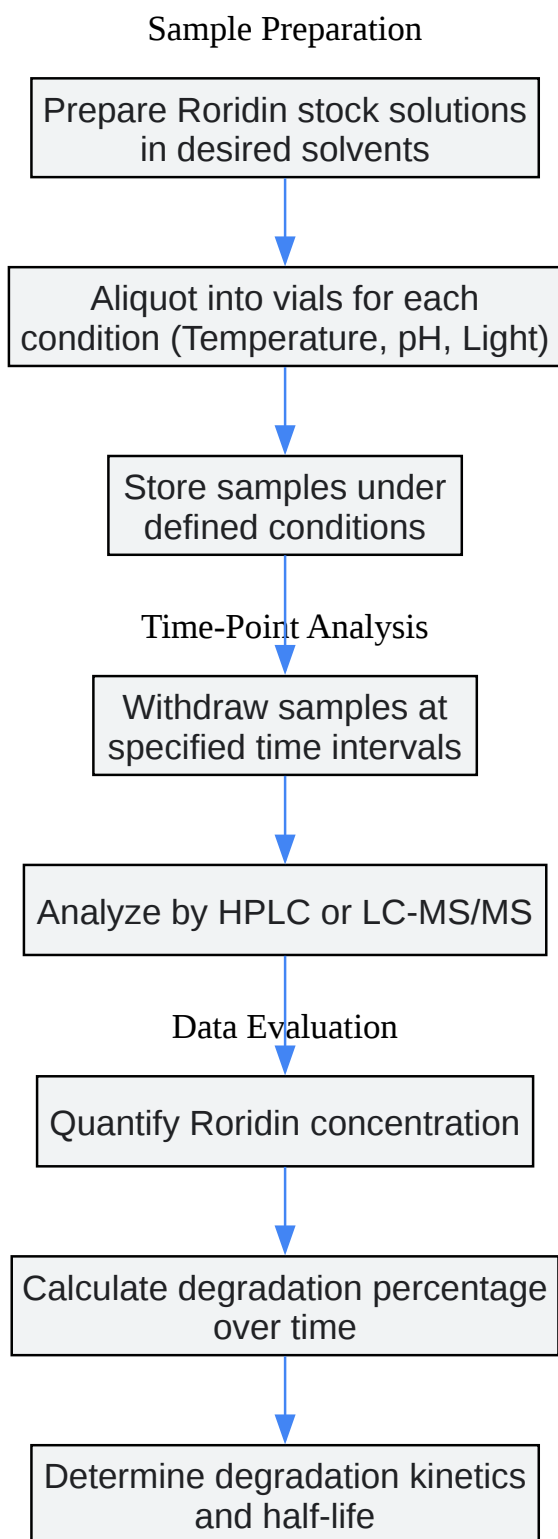 Sample Preparation
Prepare Roridin stock solutions
in desired solvents
Aliquot into vials for each
condition (Temperature, pH, Light)
Store samples under
defined conditions
Time-Point Analysis
Withdraw samples at
specified time intervals
Analyze by HPLC or LC-MS/MS
Data Evaluation
Quantify Roridin concentration
Calculate degradation percentage
over time
Determine degradation kinetics
and half-life